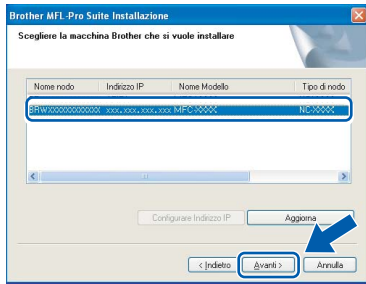 Brother MFL-Pro Suite Installazione
Scegliere la macchina Brother che si vuole installare
Nome nodo Indirizzo IP Nome Modello Tipo di nodo
BRWXXXXXXXXXXXX xxx.xxx.xxx.xxx MFC-XXXX NC-XXXX
Configurare Indirizzo IP Aggiorna
< Indietro Avanti > Annulla